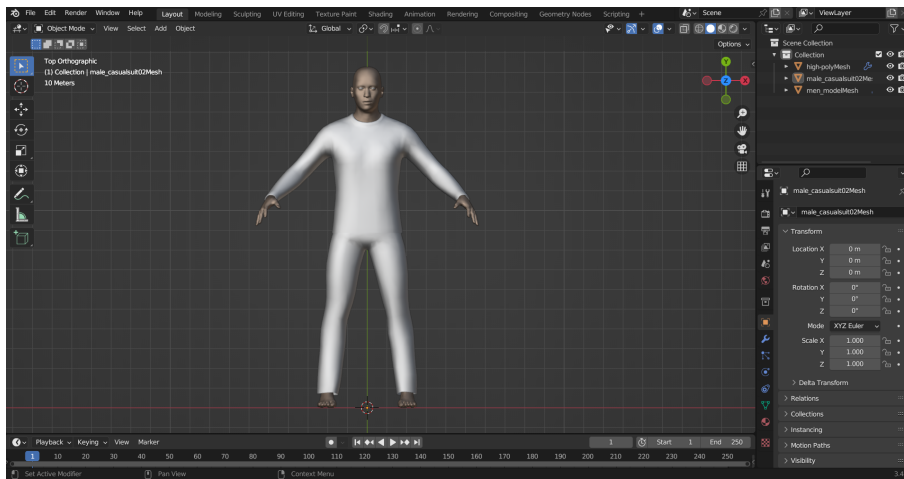 File Edit Render Window Help Layout Modeling Sculpting UV Editing Texture Paint Shading Animation Rendering Compositing Geometry Nodes Scripting + Scene ViewLayer
Object Mode View Select Add Object Global
Options
Top Orthographic
(1) Collection | male_casualsuit02Mesh
10 Meters
Y
X
Z
Scene Collection
Collection
high-polyMesh
male_casualsuit02Me
men_modelMesh
male_casualsuit02Mesh
male_casualsuit02Mesh
Transform
Location X 0 m
Y 0 m
Z 0 m
Rotation X 0°
Y 0°
Z 0°
Mode XYZ Euler
Scale X 1.000
Y 1.000
Z 1.000
Delta Transform
Relations
Collections
Instancing
Motion Paths
Visibility
Playback Keying View Marker 1 Start 1 End 250
1 10 20 30 40 50 60 70 80 90 100 110 120 130 140 150 160 170 180 190 200 210 220 230 240 250
Set Active Modifier Pan View Context Menu 3.4